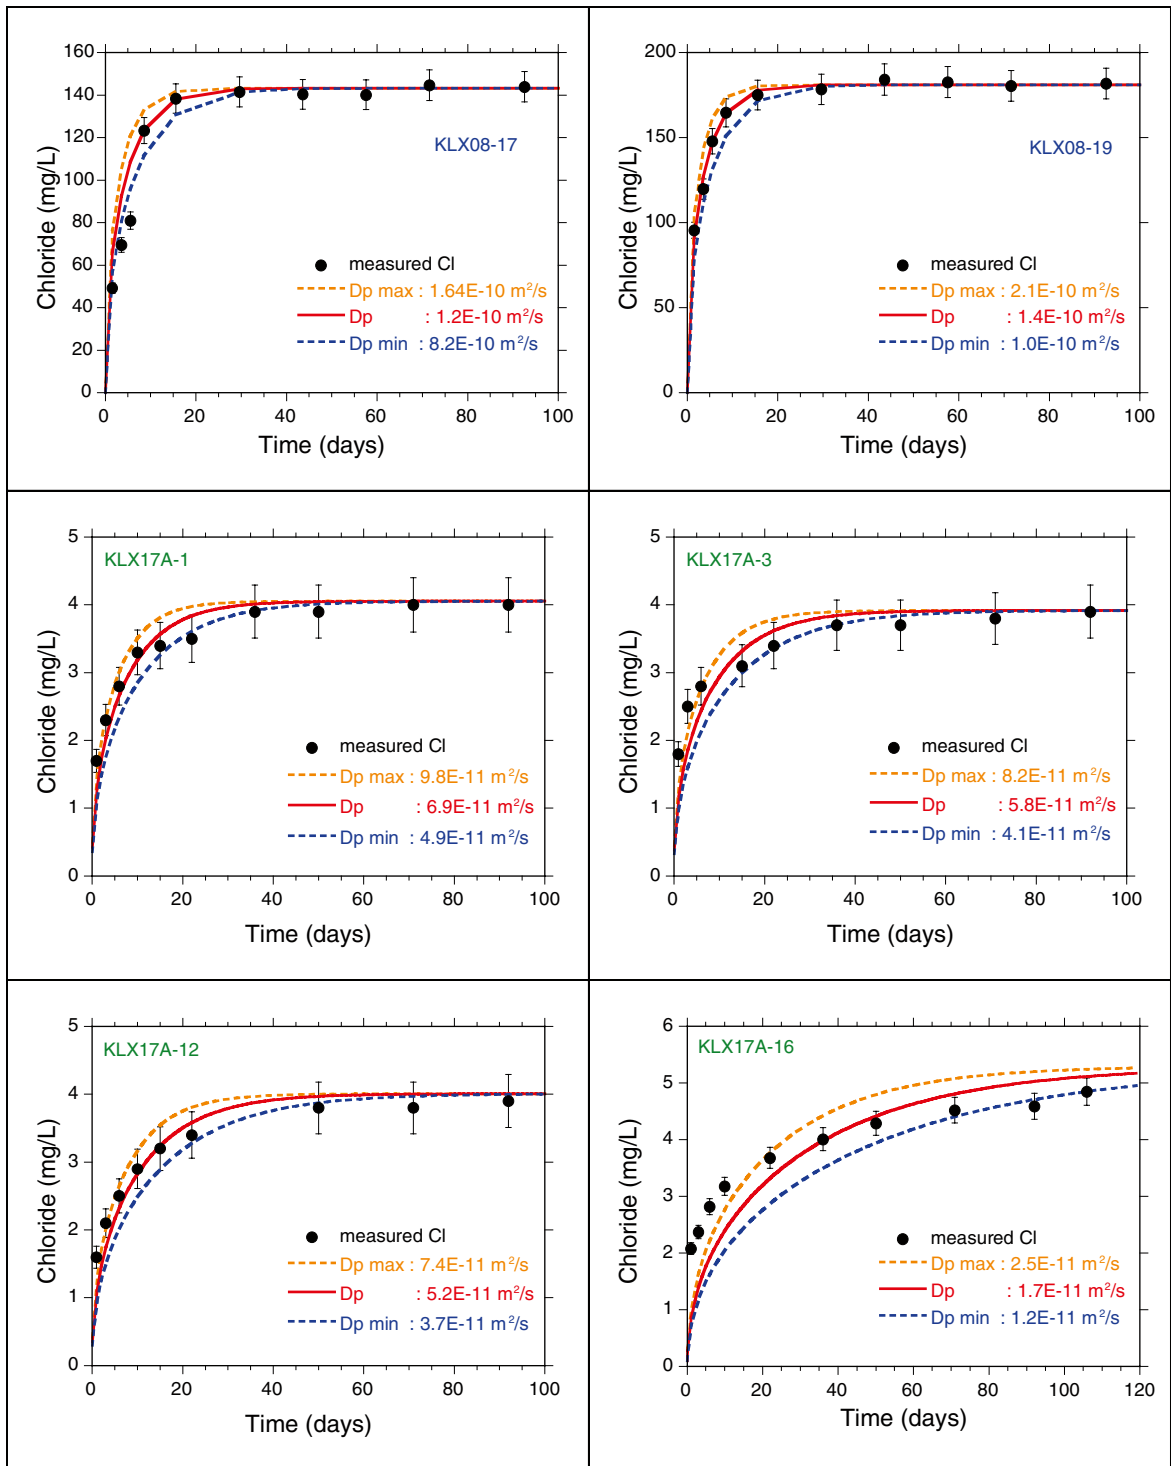 160
140
120
100
80
60
40
20
0
Chloride (mg/L)
KLX08-17
measured Cl
Dp max : 1.64E-10 m²/s
Dp : 1.2E-10 m²/s
Dp min : 8.2E-10 m²/s
0 20 40 60 80 100
Time (days)
200
150
100
50
0
Chloride (mg/L)
KLX08-19
measured Cl
Dp max : 2.1E-10 m²/s
Dp : 1.4E-10 m²/s
Dp min : 1.0E-10 m²/s
0 20 40 60 80 100
Time (days)
5
4
3
2
1
0
Chloride (mg/L)
KLX17A-1
measured Cl
Dp max : 9.8E-11 m²/s
Dp : 6.9E-11 m²/s
Dp min : 4.9E-11 m²/s
0 20 40 60 80 100
Time (days)
5
4
3
2
1
0
Chloride (mg/L)
KLX17A-3
measured Cl
Dp max : 8.2E-11 m²/s
Dp : 5.8E-11 m²/s
Dp min : 4.1E-11 m²/s
0 20 40 60 80 100
Time (days)
5
4
3
2
1
0
Chloride (mg/L)
KLX17A-12
measured Cl
Dp max : 7.4E-11 m²/s
Dp : 5.2E-11 m²/s
Dp min : 3.7E-11 m²/s
0 20 40 60 80 100
Time (days)
6
5
4
3
2
1
0
Chloride (mg/L)
KLX17A-16
measured Cl
Dp max : 2.5E-11 m²/s
Dp : 1.7E-11 m²/s
Dp min : 1.2E-11 m²/s
0 20 40 60 80 100 120
Time (days)